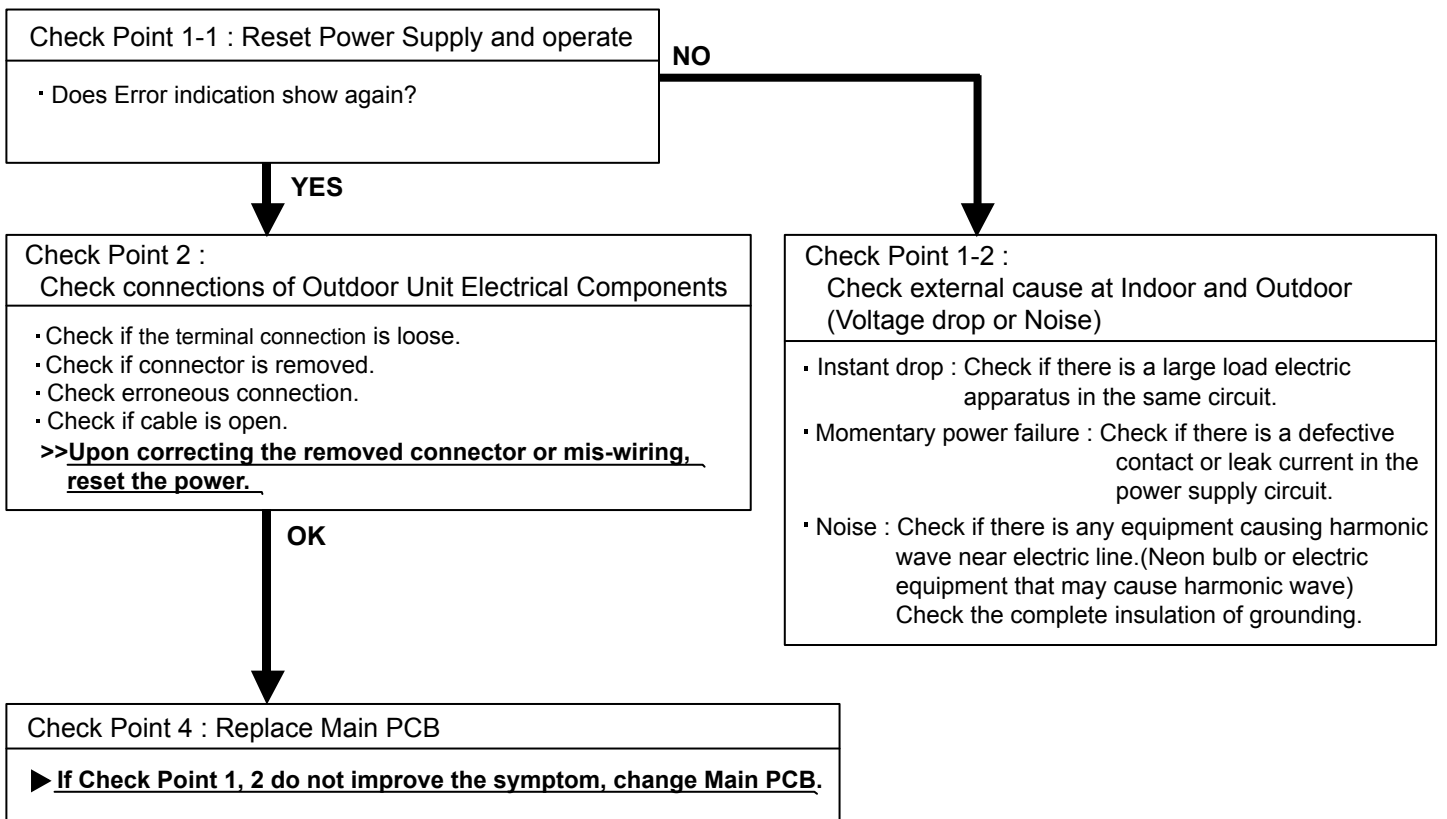 Check Point 1-1 : Reset Power Supply and operate
· Does Error indication show again?
NO
YES
Check Point 2 :
Check connections of Outdoor Unit Electrical Components
· Check if the terminal connection is loose.
· Check if connector is removed.
· Check erroneous connection.
· Check if cable is open.
>>Upon correcting the removed connector or mis-wiring,
reset the power.
OK
Check Point 1-2 :
Check external cause at Indoor and Outdoor
(Voltage drop or Noise)
· Instant drop : Check if there is a large load electric
apparatus in the same circuit.
· Momentary power failure : Check if there is a defective
contact or leak current in the
power supply circuit.
· Noise : Check if there is any equipment causing harmonic
wave near electric line.(Neon bulb or electric
equipment that may cause harmonic wave)
Check the complete insulation of grounding.
Check Point 4 : Replace Main PCB
▶ If Check Point 1, 2 do not improve the symptom, change Main PCB.